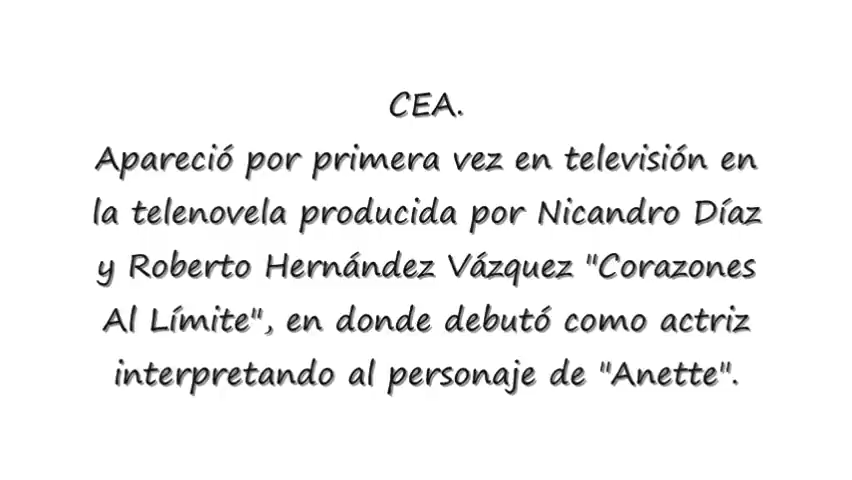 CEA.
Apareció por primera vez en televisión en
la telenovela producida por Nicandro Díaz
y Roberto Hernández Vázquez "Corazones
Al Límite", en donde debutó como actriz
interpretando al personaje de "Anette".